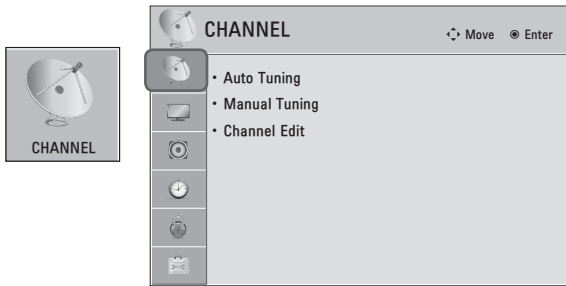 CHANNEL
CHANNEL Move Enter
• Auto Tuning
• Manual Tuning
• Channel Edit